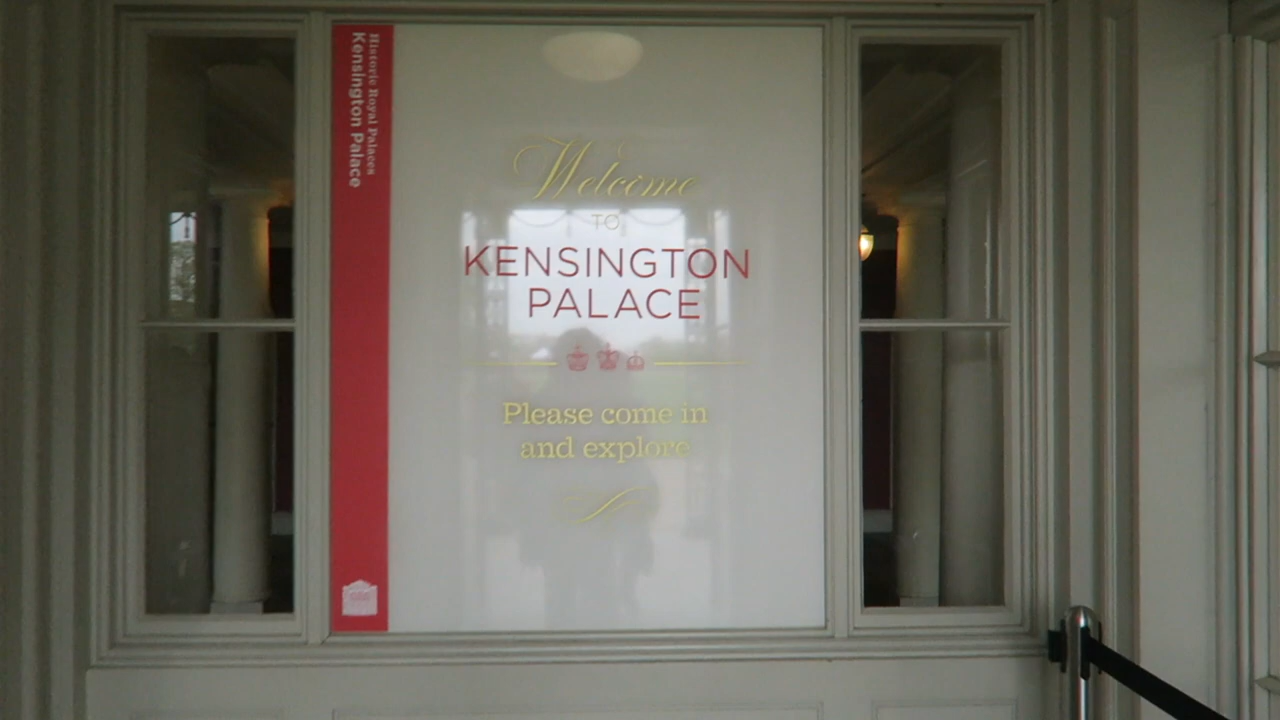 Historic Royal Palaces
Kensington Palace
Welcome
TO
KENSINGTON
PALACE
Please come in
and explore